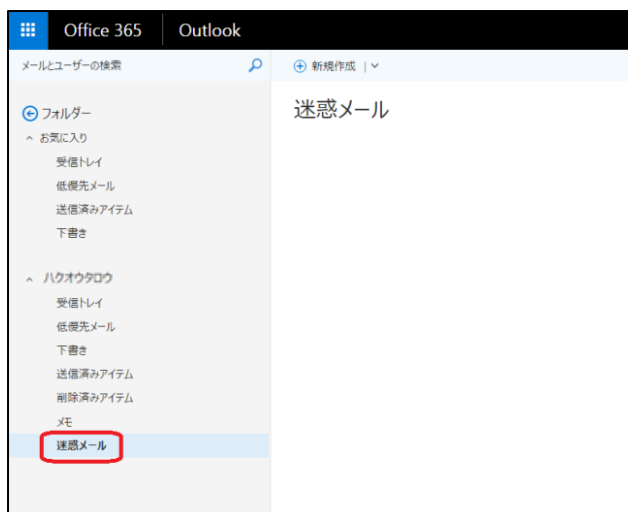 Office 365 Outlook
メールとユーザーの検索
新規作成
迷惑メール
フォルダー
お気に入り
受信トレイ
低優先メール
送信済みアイテム
下書き
ハクオウタロウ
受信トレイ
低優先メール
下書き
送信済みアイテム
削除済みアイテム
メモ
迷惑メール